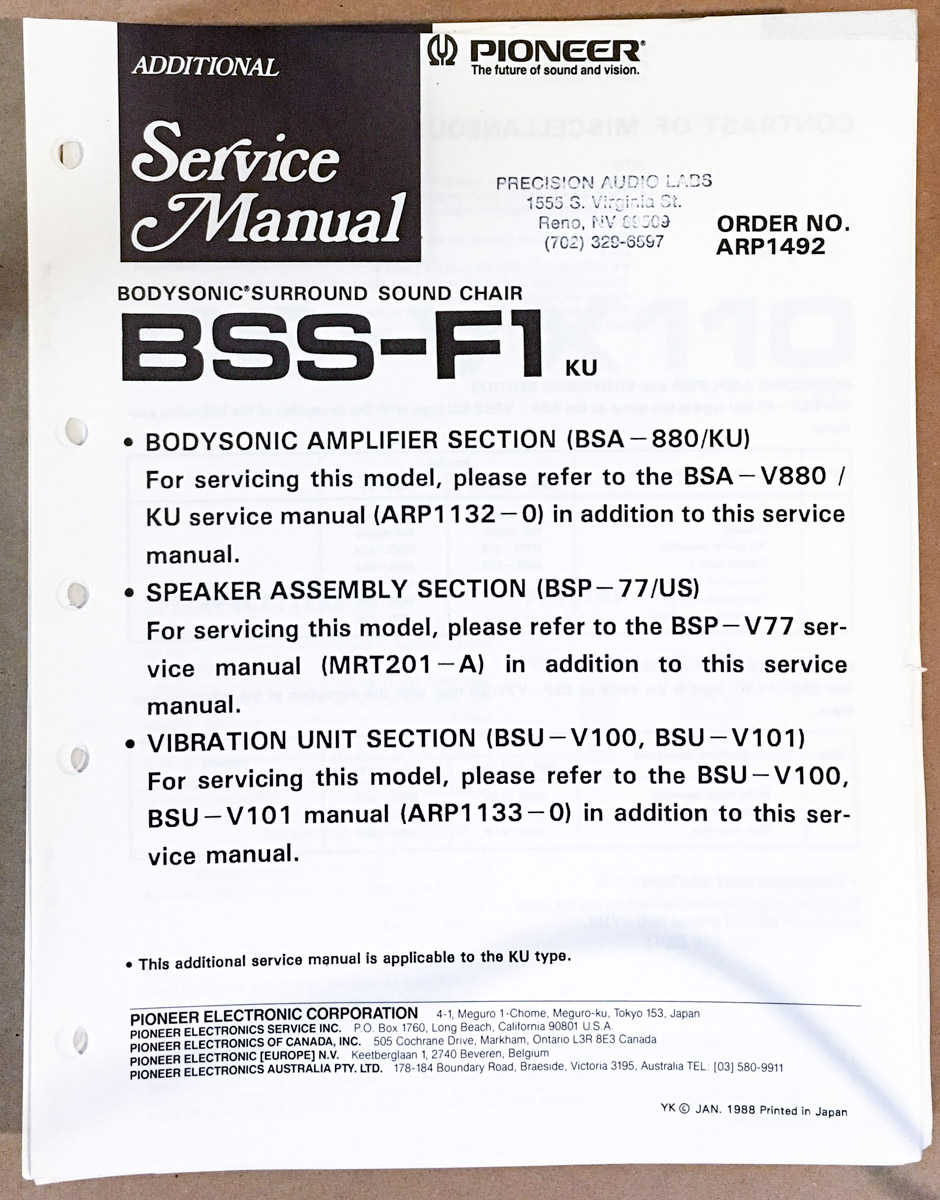 ADDITIONAL
Service
Manual
PIONEER®
The future of sound and vision.
PRECISION AUDIO LABS
1555 S. Virginia St.
Reno, NV 89509
(702) 329-6597
ORDER NO.
ARP1492
BODYSONIC®SURROUND SOUND CHAIR
BSS-F1 KU
• BODYSONIC AMPLIFIER SECTION (BSA–880/KU)
For servicing this model, please refer to the BSA–V880 /
KU service manual (ARP1132–0) in addition to this service
manual.
• SPEAKER ASSEMBLY SECTION (BSP–77/US)
For servicing this model, please refer to the BSP–V77 ser-
vice manual (MRT201–A) in addition to this service
manual.
• VIBRATION UNIT SECTION (BSU–V100, BSU–V101)
For servicing this model, please refer to the BSU–V100,
BSU–V101 manual (ARP1133–0) in addition to this ser-
vice manual.
• This additional service manual is applicable to the KU type.
PIONEER ELECTRONIC CORPORATION 4-1, Meguro 1-Chome, Meguro-ku, Tokyo 153, Japan
PIONEER ELECTRONICS SERVICE INC. P.O. Box 1760, Long Beach, California 90801 U.S.A.
PIONEER ELECTRONICS OF CANADA, INC. 505 Cochrane Drive, Markham, Ontario L3R 8E3 Canada
PIONEER ELECTRONIC [EUROPE] N.V. Keetberglaan 1, 2740 Beveren, Belgium
PIONEER ELECTRONICS AUSTRALIA PTY. LTD. 178-184 Boundary Road, Braeside, Victoria 3195, Australia TEL: [03] 580-9911
YK © JAN. 1988 Printed in Japan